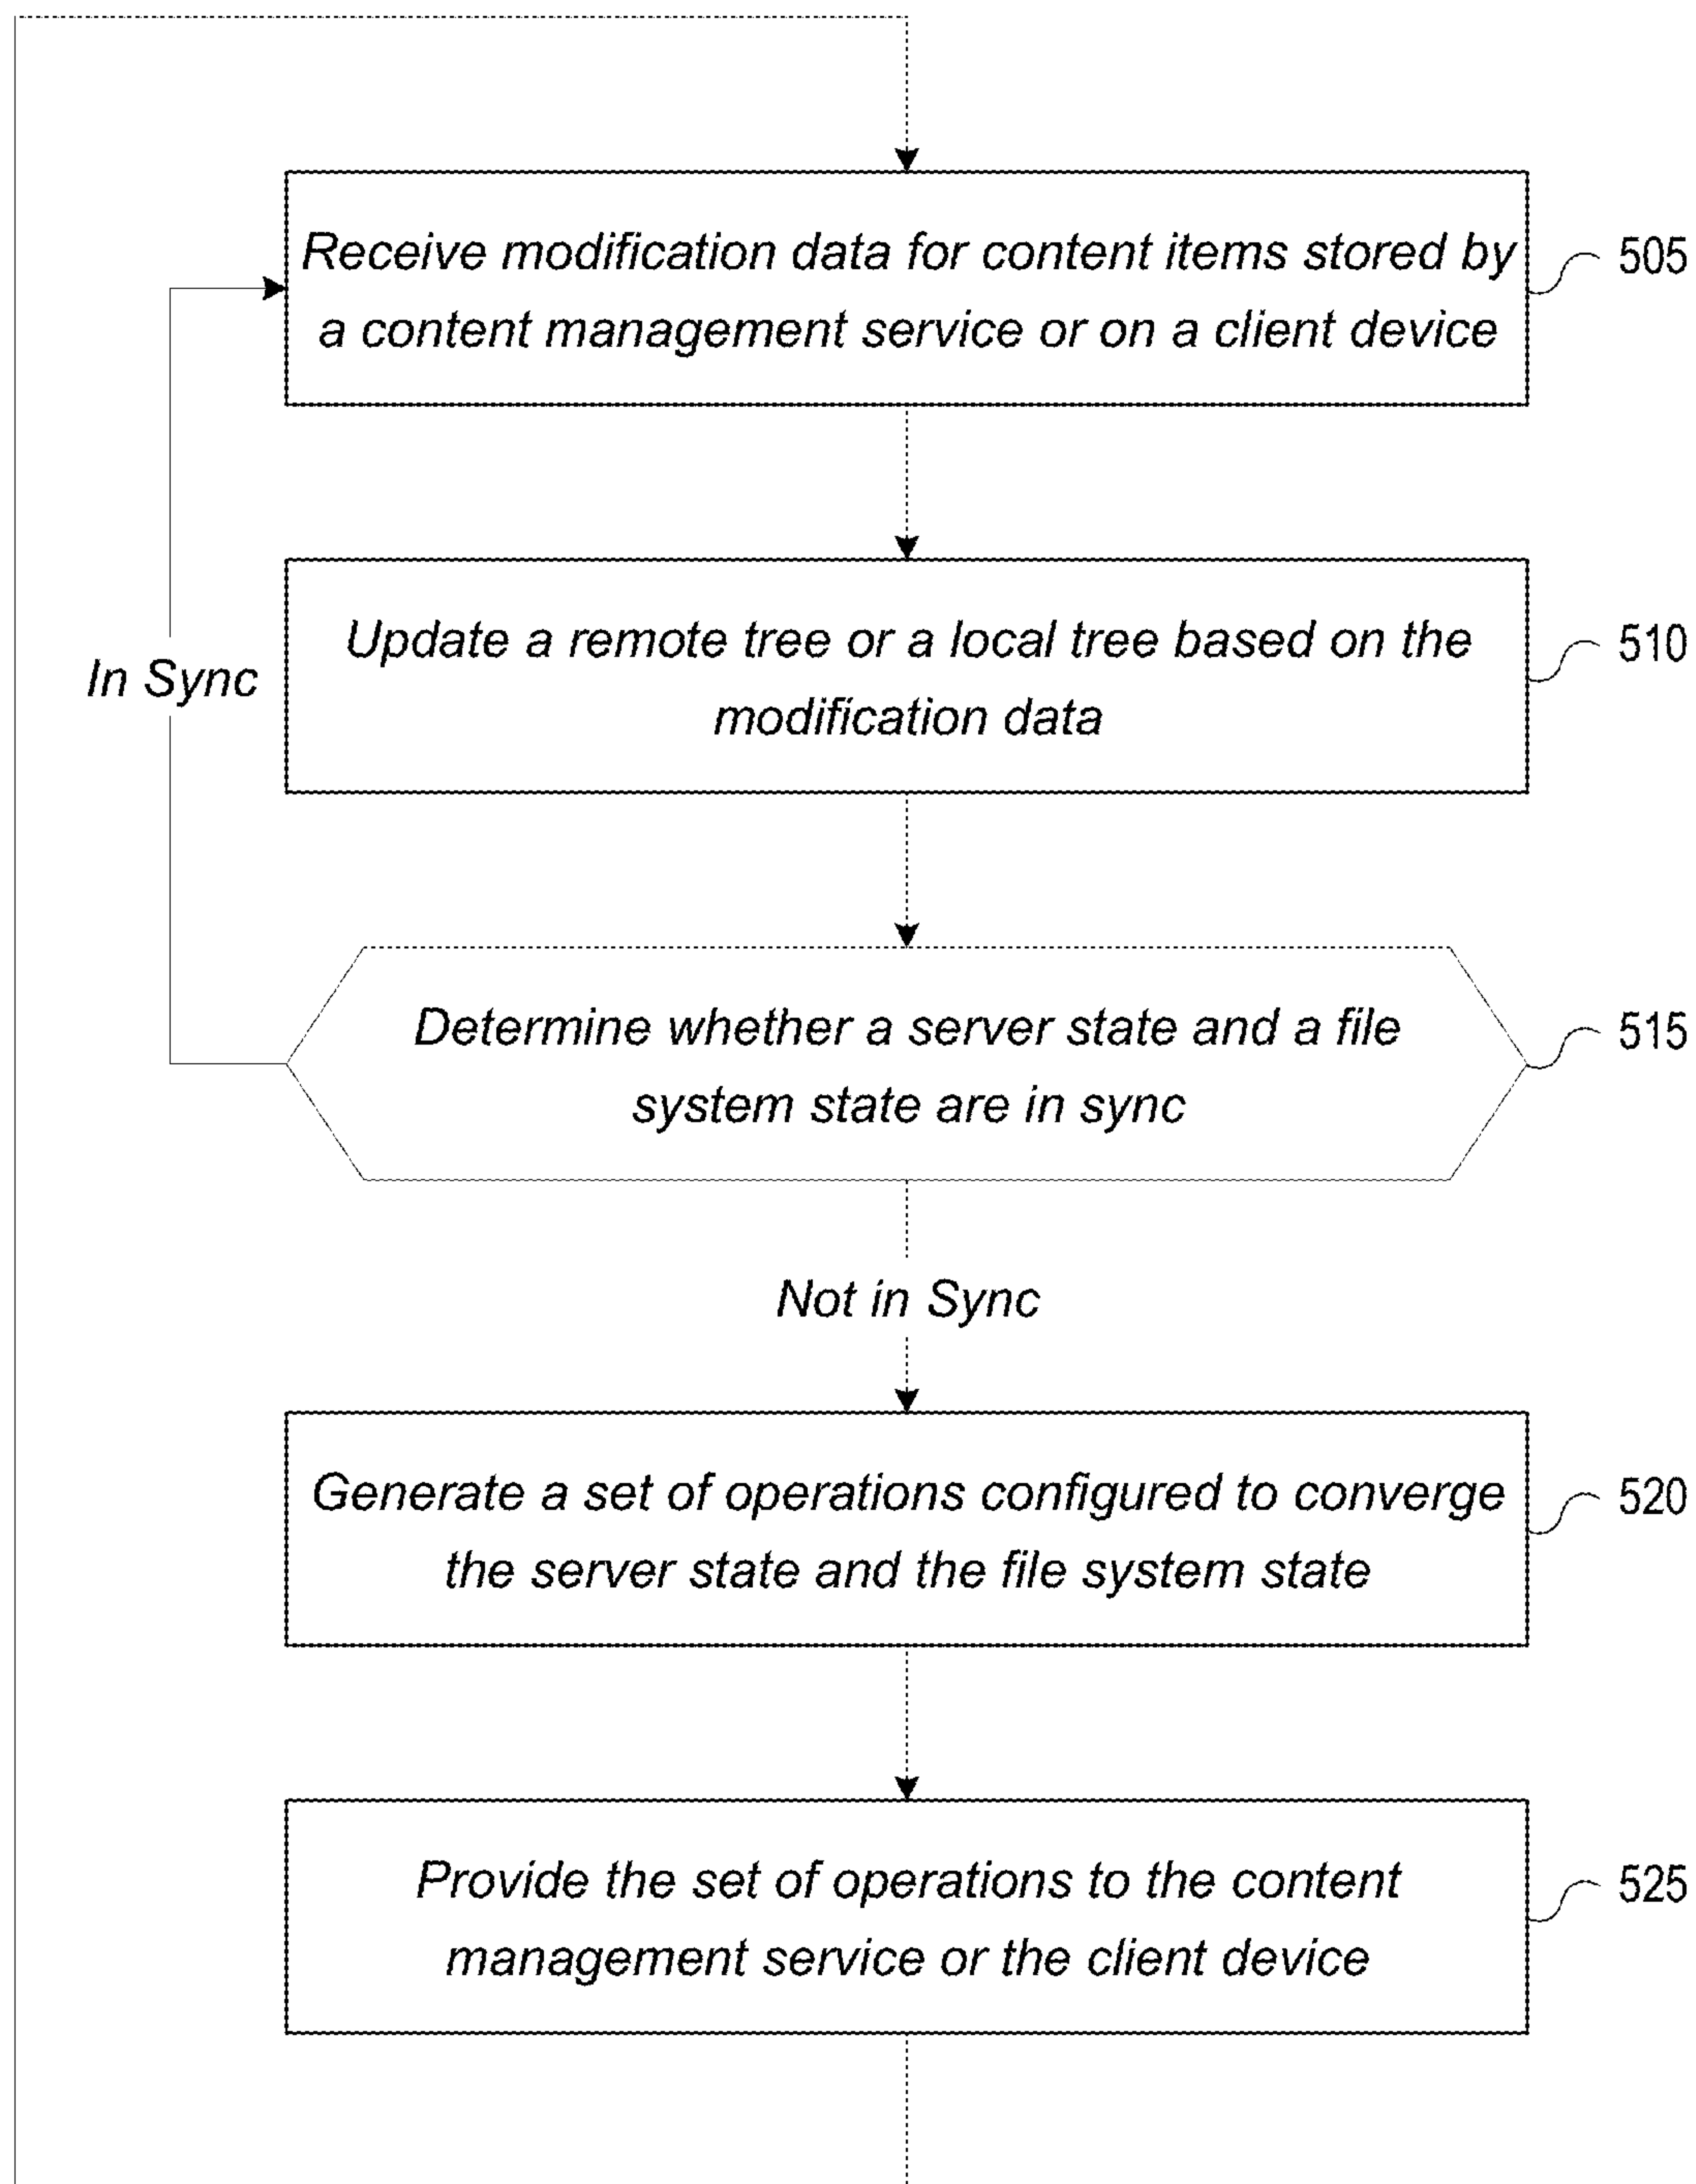 Receive modification data for content items stored by
a content management service or on a client device
505
Update a remote tree or a local tree based on the
modification data
510
In Sync
Determine whether a server state and a file
system state are in sync
515
Not in Sync
Generate a set of operations configured to converge
the server state and the file system state
520
Provide the set of operations to the content
management service or the client device
525